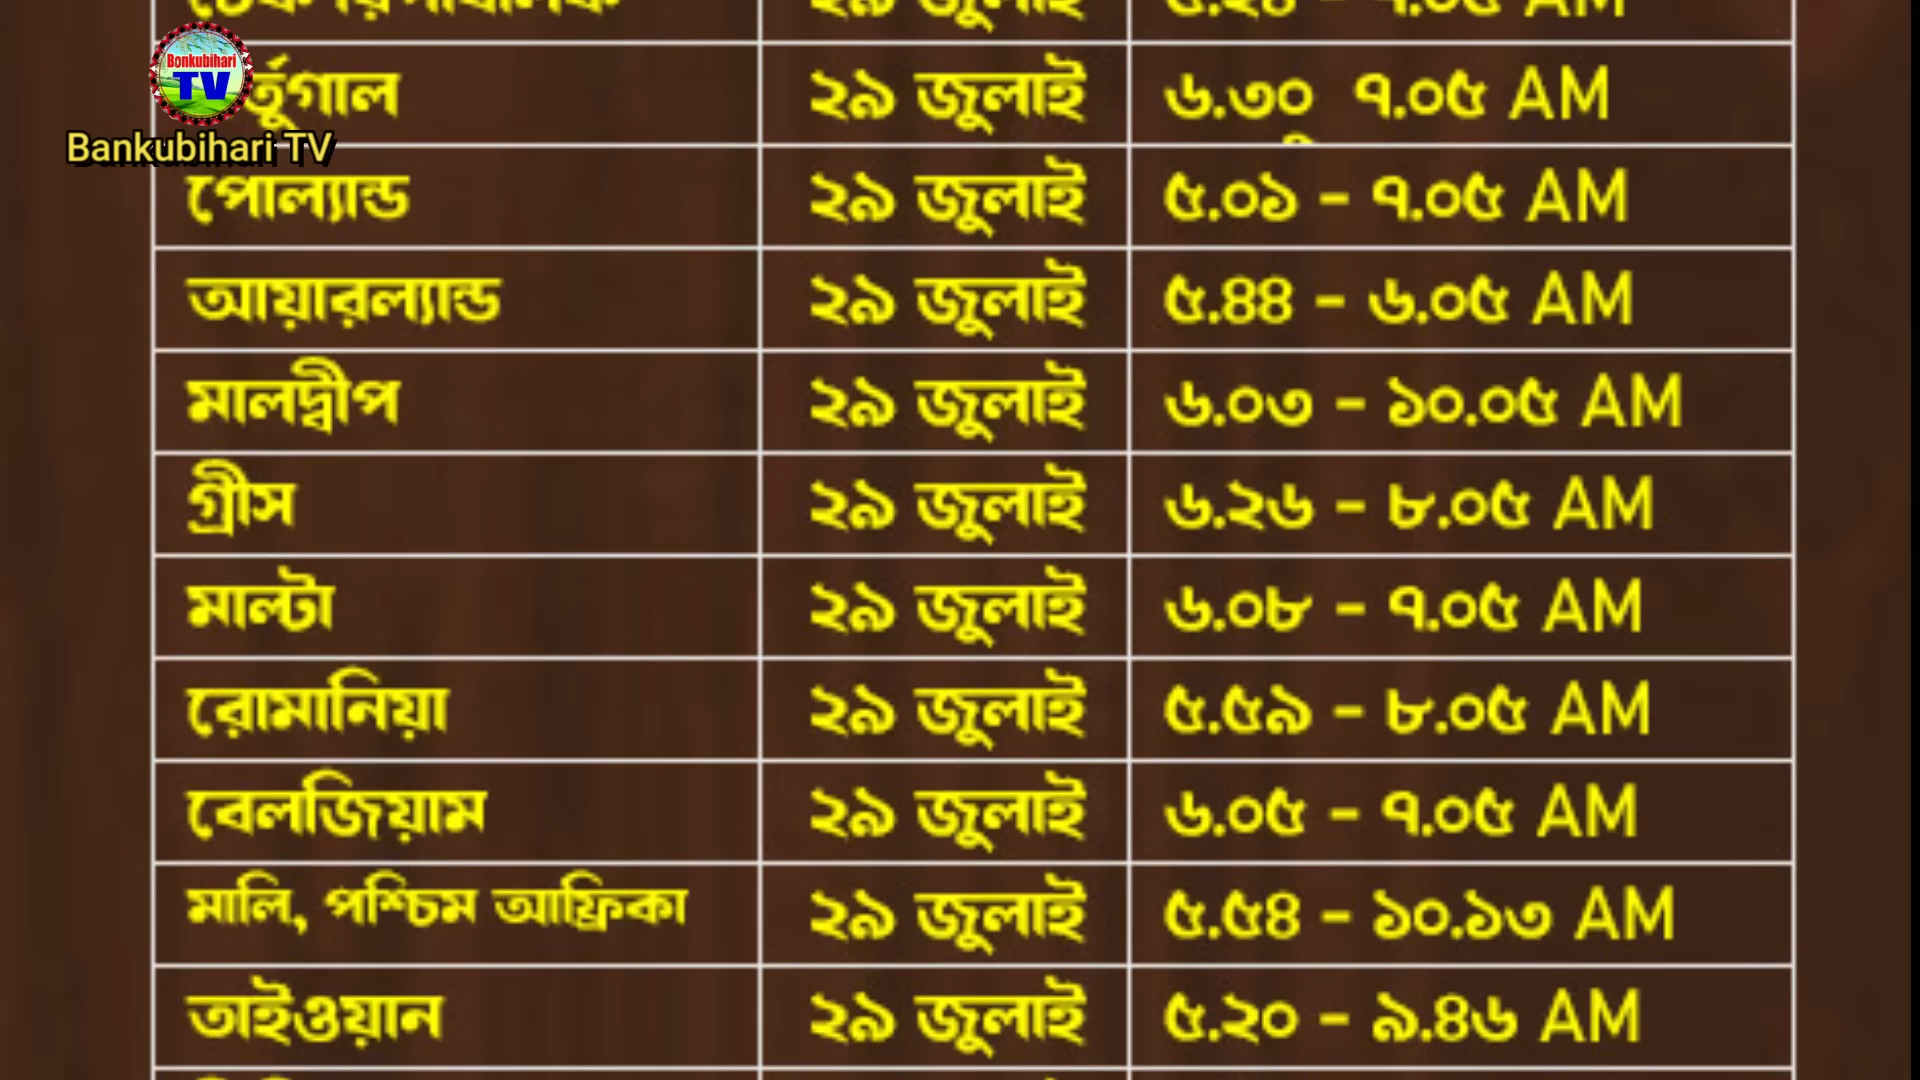 ২৯ জুলাই
Bonkubihari
TV
র্তুগাল ২৯ জুলাই ৬.৩০ ৭.০৫ AM
Bankubihari TV
পোল্যান্ড ২৯ জুলাই ৫.০১ - ৭.০৫ AM
আয়ারল্যান্ড ২৯ জুলাই ৫.৪৪ - ৬.০৫ AM
মালদ্বীপ ২৯ জুলাই ৬.০৩ - ১০.০৫ AM
গ্রীস ২৯ জুলাই ৬.২৬ - ৮.০৫ AM
মাল্টা ২৯ জুলাই ৬.০৮ - ৭.০৫ AM
রোমানিয়া ২৯ জুলাই ৫.৫৯ - ৮.০৫ AM
বেলজিয়াম ২৯ জুলাই ৬.০৫ - ৭.০৫ AM
মালি, পশ্চিম আফ্রিকা ২৯ জুলাই ৫.৫৪ - ১০.১৩ AM
তাইওয়ান ২৯ জুলাই ৫.২০ - ৯.৪৬ AM